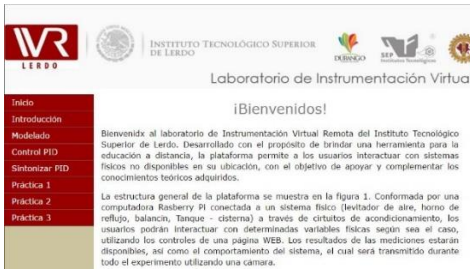 IVR
LERDO
INSTITUTO TECNOLÓGICO SUPERIOR
DE LERDO
DURANGO
SEP
Laboratorio de Instrumentación Virtua
Inicio
Introducción
Modelado
Control PID
Sintonizar PID
Práctica 1
Práctica 2
Práctica 3
¡Bienvenidos!
Bienvenidx al laboratorio de Instrumentación Virtual Remota del Instituto Tecnológico
Superior de Lerdo. Desarrollado con el propósito de brindar una herramienta para la
educación a distancia, la plataforma permite a los usuarios interactuar con sistemas
físicos no disponibles en su ubicación, con el objetivo de apoyar y complementar los
conocimientos teóricos adquiridos.
La estructura general de la plataforma se muestra en la figura 1. Conformada por una
computadora Rasberry Pi conectada a un sistema físico (levitador de aire, horno de
reflujo, balancín, Tanque - cisterna) a través de cirtuitos de acondicionamiento, los
usuarios podrán interactuar con determinadas variables físicas según sea el caso,
utilizando los controles de una página WEB. Los resultados de las mediciones estarán
disponibles, así como el comportamiento del sistema, el cual será transmitido durante
todo el experimento utilizando una cámara.